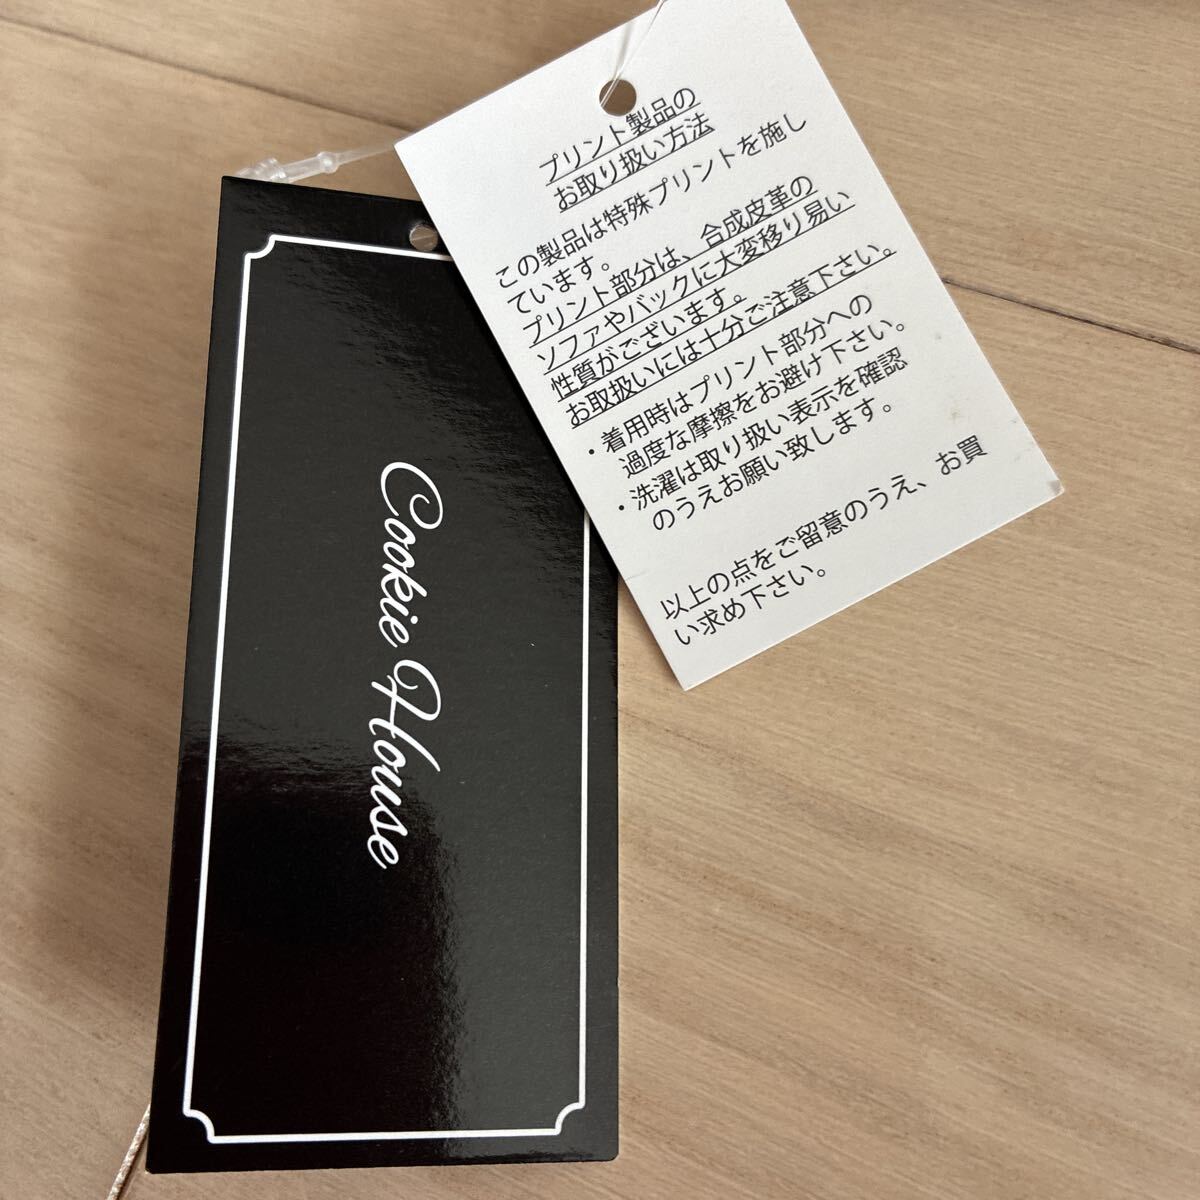 プリント製品の
お取り扱い方法
この製品は特殊プリントを施し
ています。
プリント部分は、合成皮革の
ソファやバックに大変移り易い
性質がございます。
お取扱いには十分ご注意下さい。
・着用時はプリント部分への
過度な摩擦をお避け下さい。
・洗濯は取り扱い表示を確認
のうえお願い致します。
以上の点をご留意のうえ、お買
い求め下さい。
Cookie House